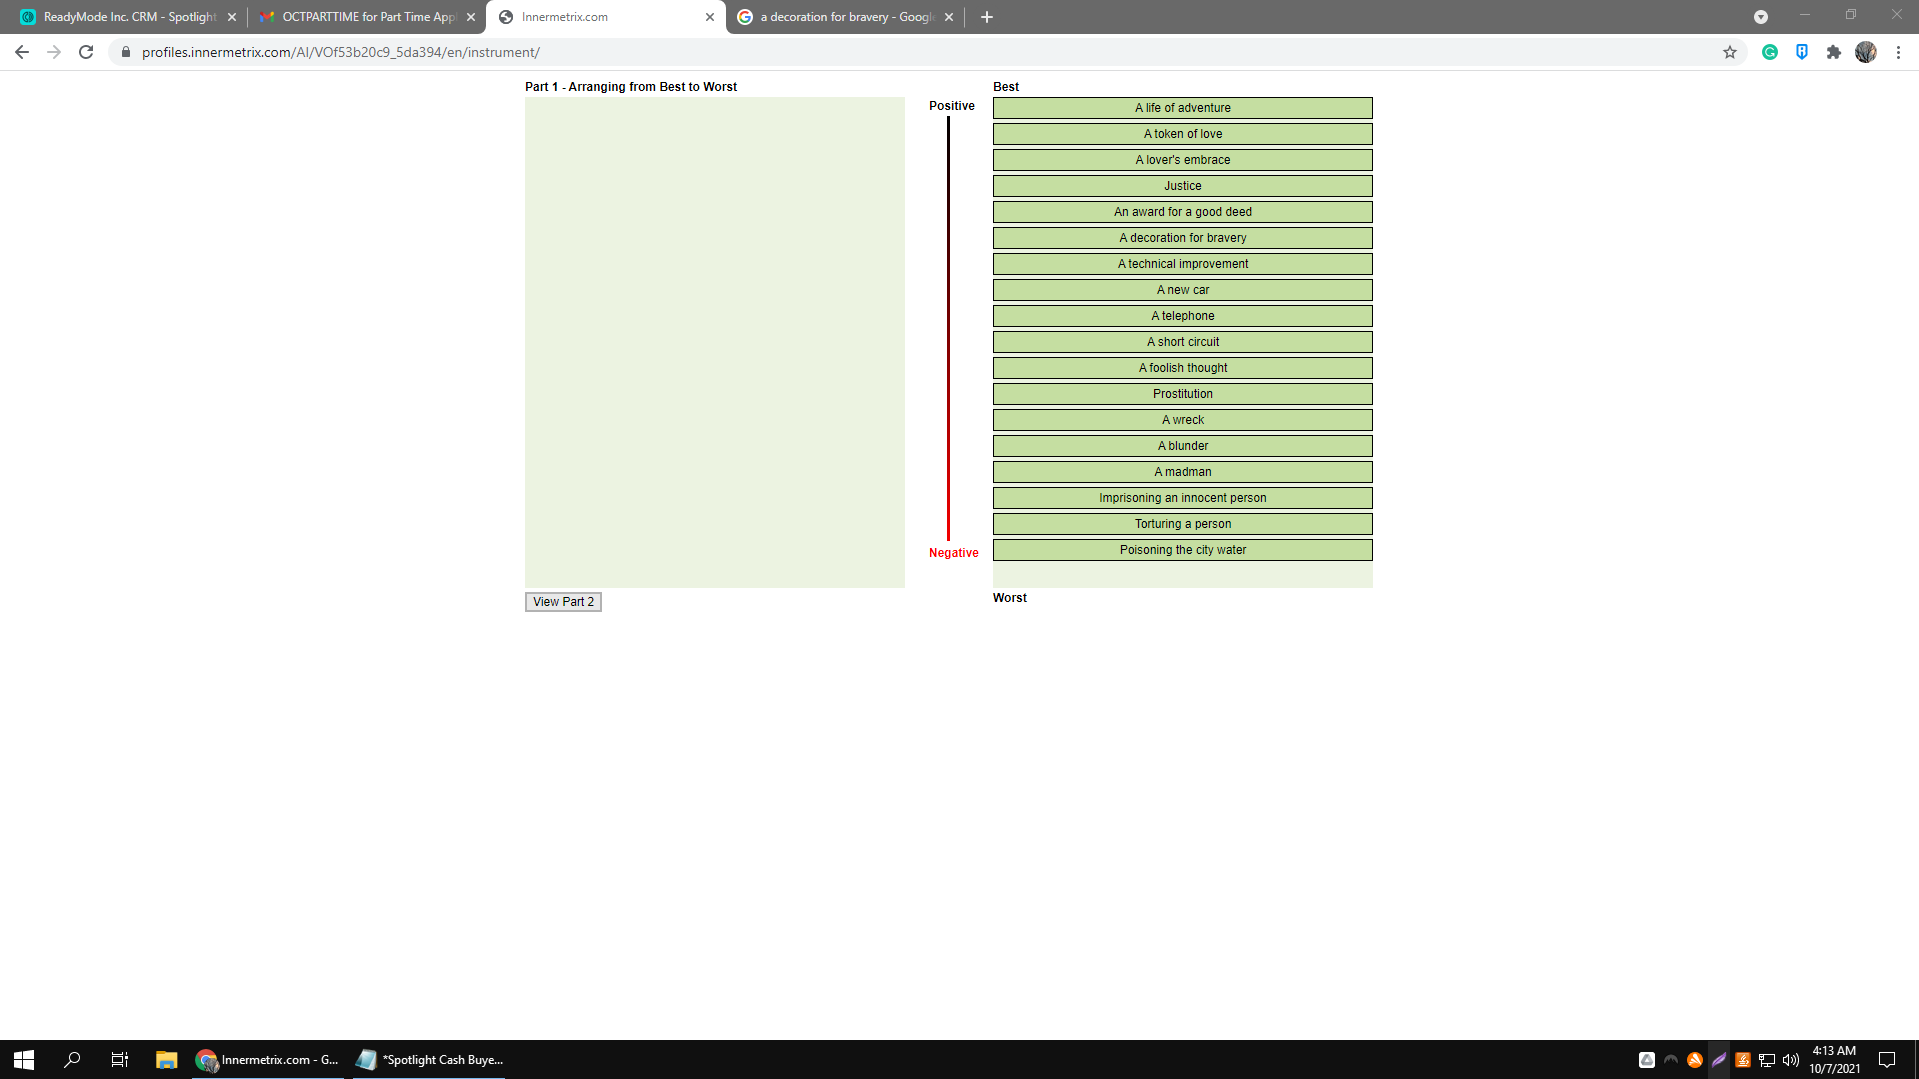 ReadyMode Inc. CRM - Spotlight
OCTPARTTIME for Part Time Appl
Innermetrix.com
a decoration for bravery - Google
profiles.innermetrix.com/AI/VOf53b20c9_5da394/en/instrument/
Part 1 - Arranging from Best to Worst
Best
Positive
A life of adventure
A token of love
A lover's embrace
Justice
An award for a good deed
A decoration for bravery
A technical improvement
A new car
A telephone
A short circuit
A foolish thought
Prostitution
A wreck
A blunder
A madman
Imprisoning an innocent person
Torturing a person
Poisoning the city water
Negative
View Part 2
Worst
Innermetrix.com - G...
*Spotlight Cash Buye...
4:13 AM
10/7/2021